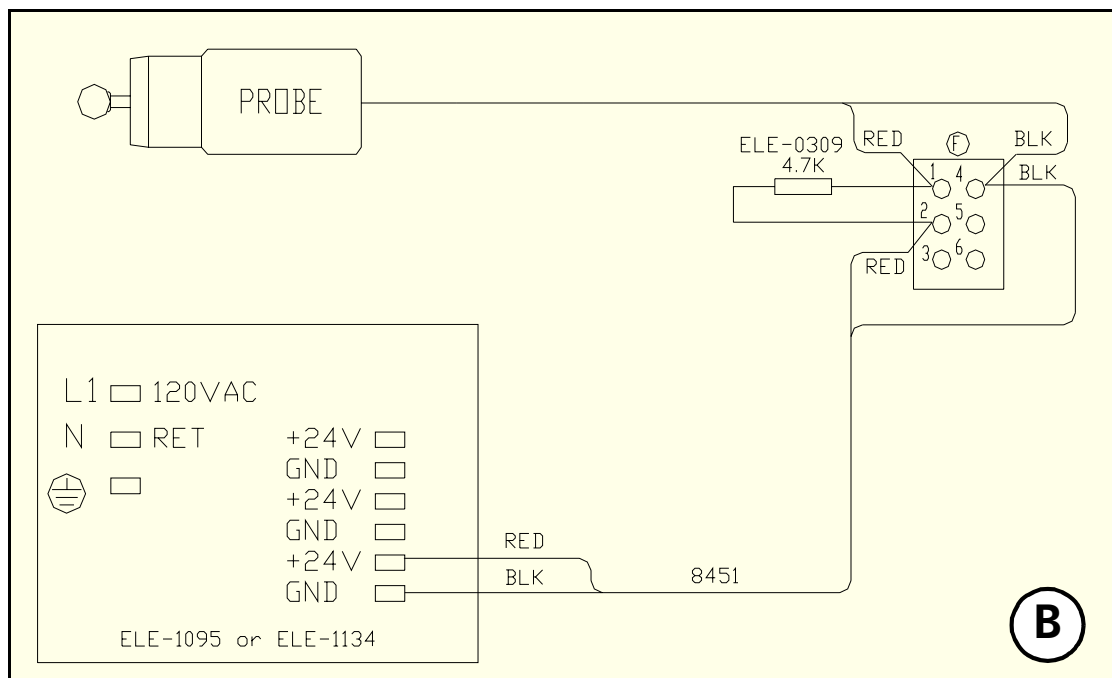 PROBE
ELE-0309
4.7K
RED
F
BLK
BLK
1 4
2 5
3 6
RED
L1 120VAC
N RET
+24V
GND
+24V
GND
+24V
GND
RED
BLK
8451
ELE-1095 or ELE-1134
B